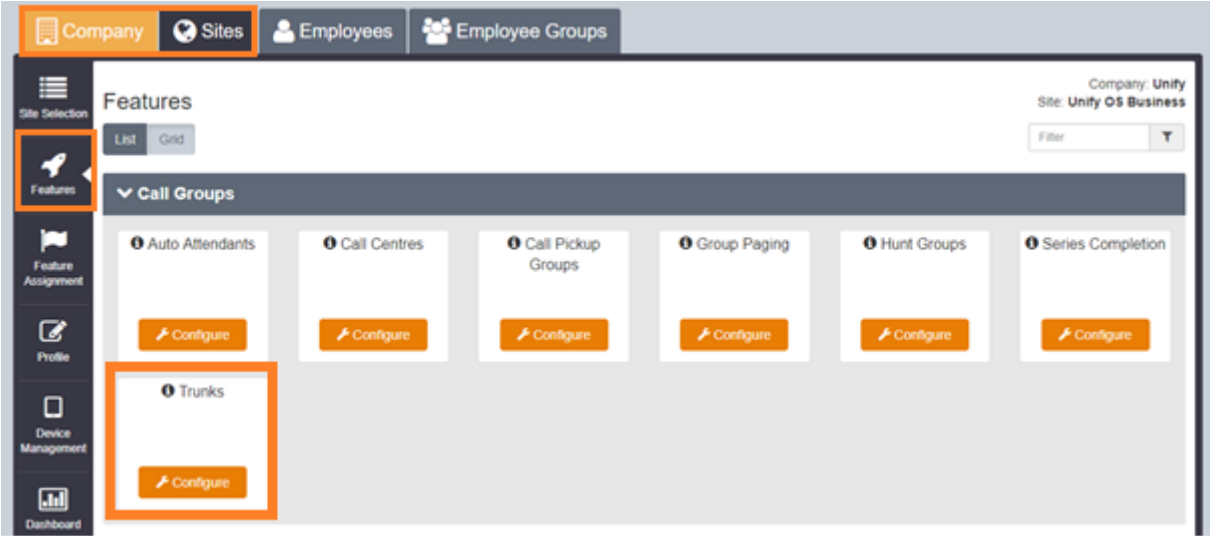 Company Sites Employees Employee Groups
Site Selection
Features
Company: Unify
Site: Unify OS Business
List Grid
Filter
Features
Call Groups
Auto Attendants
Call Centres
Call Pickup
Groups
Group Paging
Hunt Groups
Series Completion
Feature
Assignment
Configure Configure Configure Configure Configure Configure
Profile
Trunks
Device
Management
Configure
Dashboard